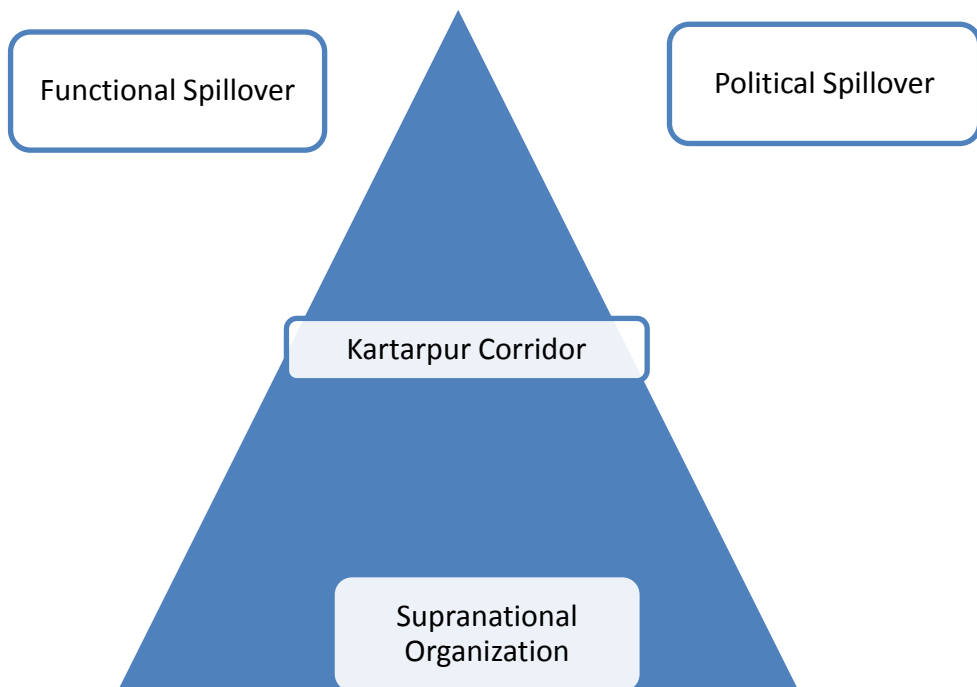 Functional Spillover
Political Spillover
Kartarpur Corridor
Supranational
Organization